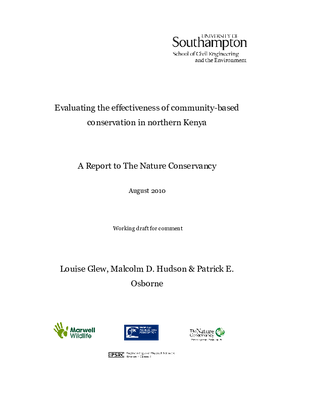 UNIVERSITY OF
Southampton
School of Civil Engineering
and the Environment
Evaluating the effectiveness of community-based
conservation in northern Kenya
A Report to The Nature Conservancy
August 2010
Working draft for comment
Louise Glew, Malcolm D. Hudson & Patrick E.
Osborne
Marwell
Wildlife
The Nature
Conservancy